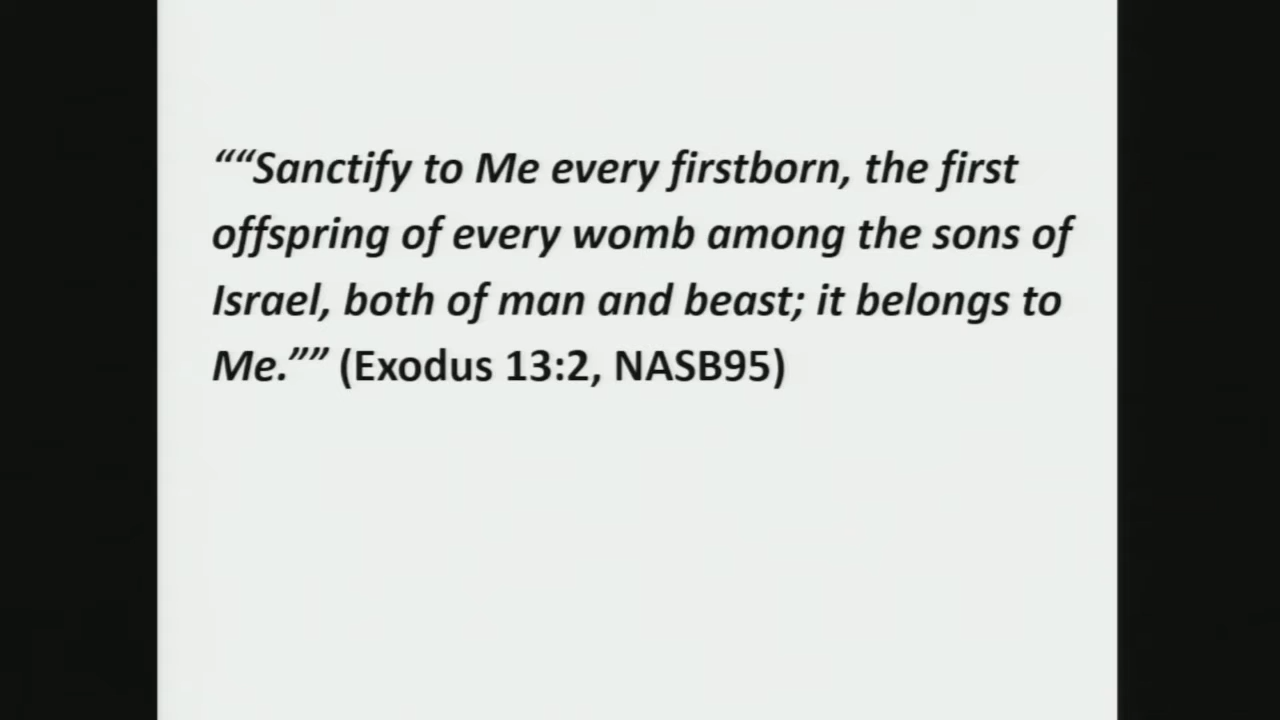 ““Sanctify to Me every firstborn, the first
offspring of every womb among the sons of
Israel, both of man and beast; it belongs to
Me.”” (Exodus 13:2, NASB95)